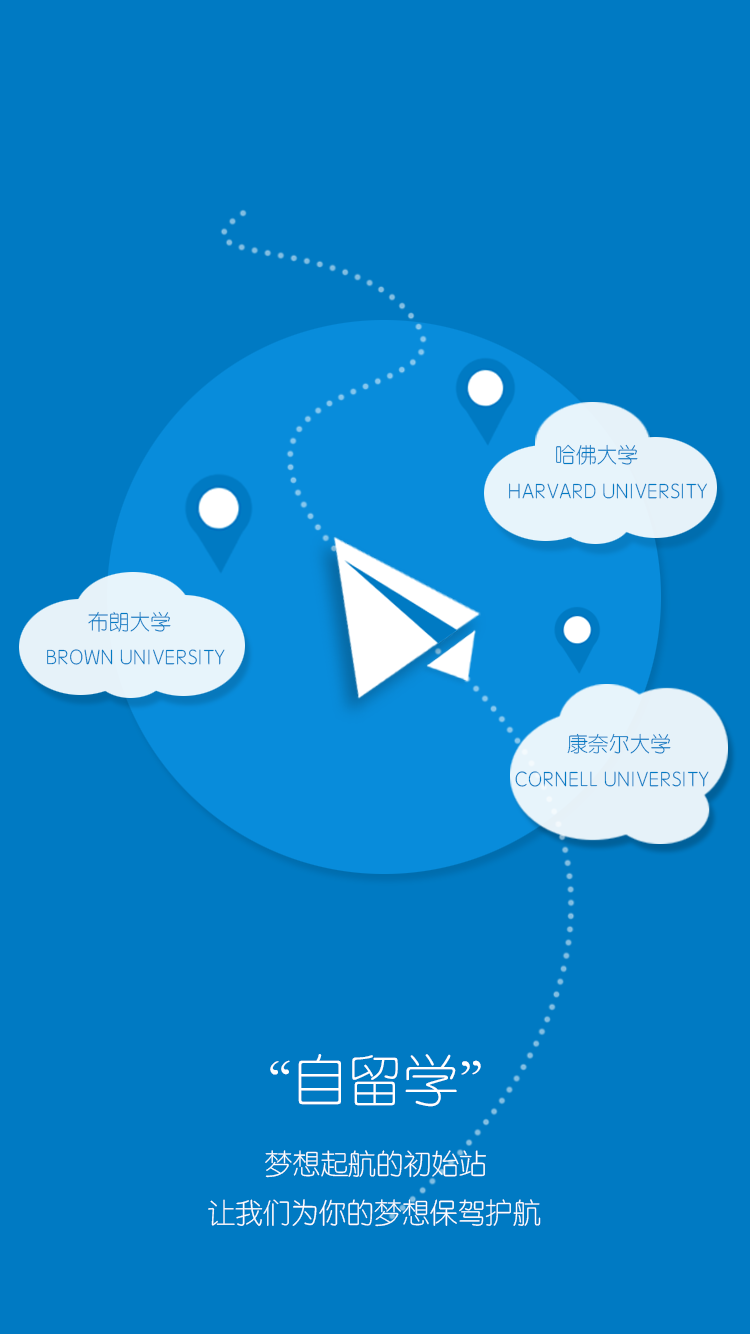 哈佛大学
HARVARD UNIVERSITY
布朗大学
BROWN UNIVERSITY
康奈尔大学
CORNELL UNIVERSITY
“自留学”
梦想起航的初始站
让我们为你的梦想保驾护航